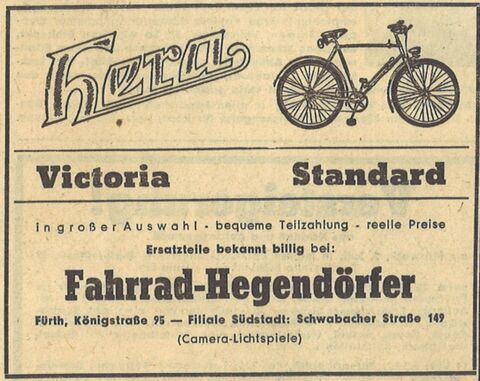 Hera
Victoria Standard
in großer Auswahl - bequeme Teilzahlung - reelle Preise
Ersatzteile bekannt billig bei:
Fahrrad-Hegendörfer
Fürth, Königstraße 95 — Filiale Südstadt: Schwabacher Straße 149
(Camera-Lichtspiele)